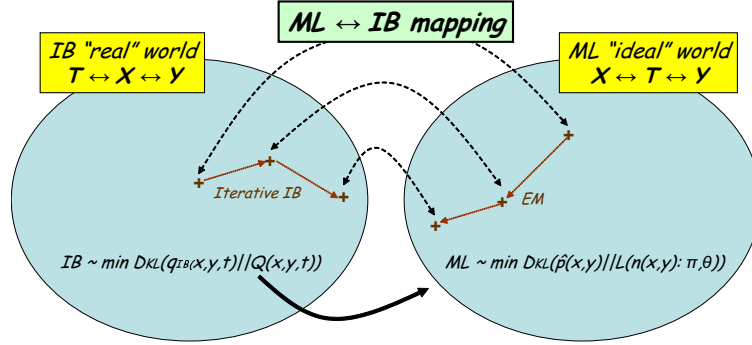 ML ↔ IB mapping
IB "real" world
T ↔ X ↔ Y
ML "ideal" world
X ↔ T ↔ Y
Iterative IB
EM
IB ~ min DKL(qIB(x,y,t)||Q(x,y,t))
ML ~ min DKL(p̂(x,y)||L(n(x,y): π,θ))